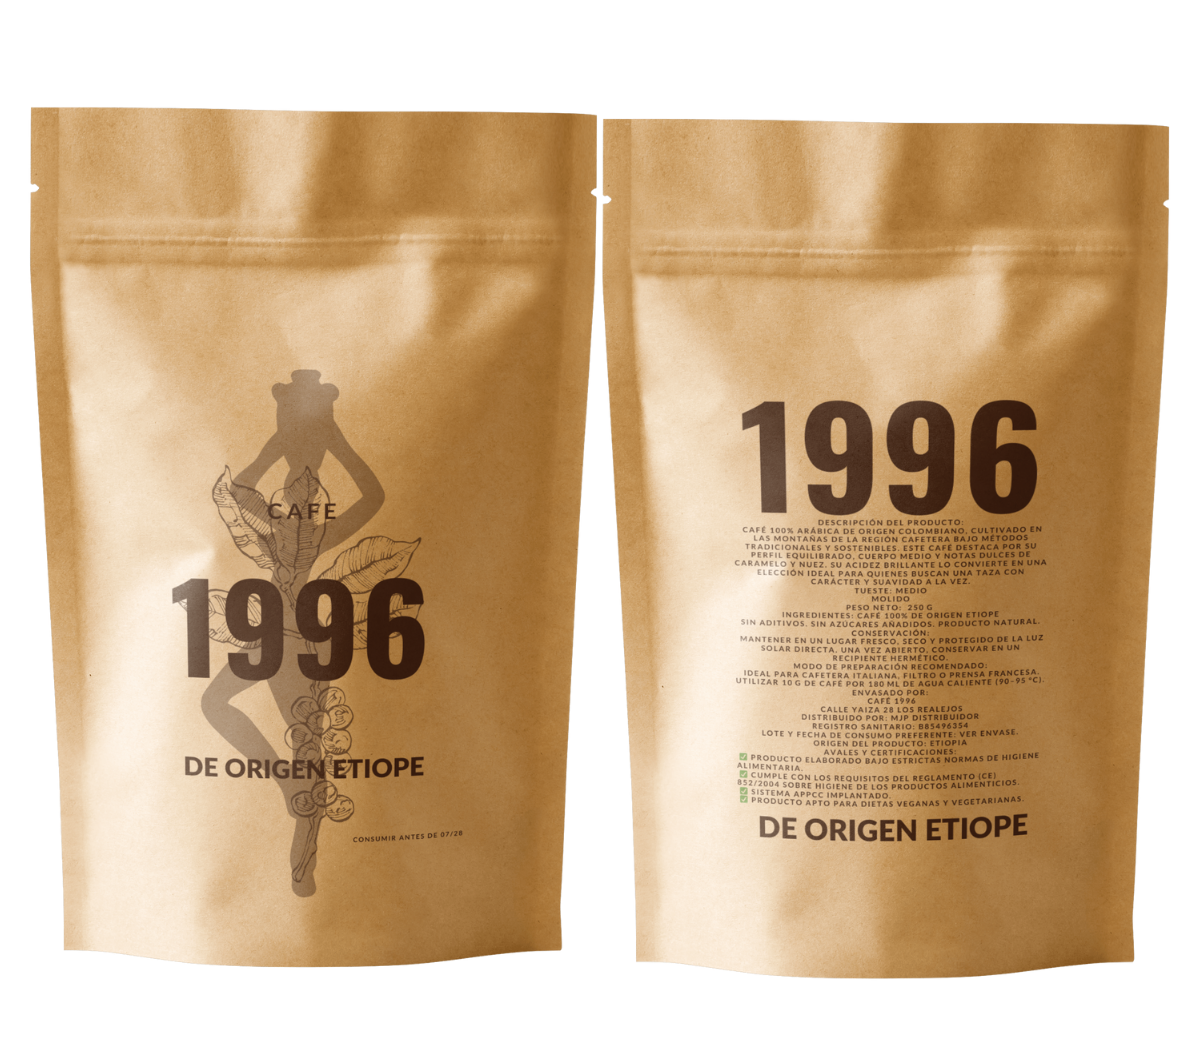 CAFE
1996
DE ORIGEN ETIOPE
CONSUMIR ANTES DE 07/28
1996
DESCRIPCIÓN DEL PRODUCTO:
CAFÉ 100% ARÁBICA DE ORIGEN COLOMBIANO, CULTIVADO EN
LAS MONTAÑAS DE LA REGIÓN CAFETERA BAJO MÉTODOS
TRADICIONALES Y SOSTENIBLES. ESTE CAFÉ DESTACA POR SU
PERFIL EQUILIBRADO, CUERPO MEDIO Y NOTAS DULCES DE
CARAMELO Y NUEZ. SU ACIDEZ BRILLANTE LO CONVIERTE EN UNA
ELECCIÓN IDEAL PARA QUIENES BUSCAN UNA TAZA CON
CARÁCTER Y SUAVIDAD A LA VEZ.
TUESTE: MEDIO
MOLIDO
PESO NETO: 250 G
INGREDIENTES: CAFÉ 100% DE ORIGEN ETIOPE
SIN ADITIVOS. SIN AZÚCARES AÑADIDOS. PRODUCTO NATURAL.
CONSERVACIÓN:
MANTENER EN UN LUGAR FRESCO, SECO Y PROTEGIDO DE LA LUZ
SOLAR DIRECTA. UNA VEZ ABIERTO, CONSERVAR EN UN
RECIPIENTE HERMÉTICO.
MODO DE PREPARACIÓN RECOMENDADO:
IDEAL PARA CAFETERA ITALIANA, FILTRO O PRENSA FRANCESA.
UTILIZAR 10 G DE CAFÉ POR 180 ML DE AGUA CALIENTE (90–95 °C).
ENVASADO POR:
CAFÉ 1996
CALLE YAIZA 28 LOS REALEJOS
DISTRIBUIDO POR: MJP DISTRIBUIDOR
REGISTRO SANITARIO: B85496354
LOTE Y FECHA DE CONSUMO PREFERENTE: VER ENVASE.
ORIGEN DEL PRODUCTO: ETIOPIA
AVALES Y CERTIFICACIONES:
✅ PRODUCTO ELABORADO BAJO ESTRICTAS NORMAS DE HIGIENE
ALIMENTARIA.
✅ CUMPLE CON LOS REQUISITOS DEL REGLAMENTO (CE)
852/2004 SOBRE HIGIENE DE LOS PRODUCTOS ALIMENTICIOS.
✅ SISTEMA APPCC IMPLANTADO.
✅ PRODUCTO APTO PARA DIETAS VEGANAS Y VEGETARIANAS.
DE ORIGEN ETIOPE